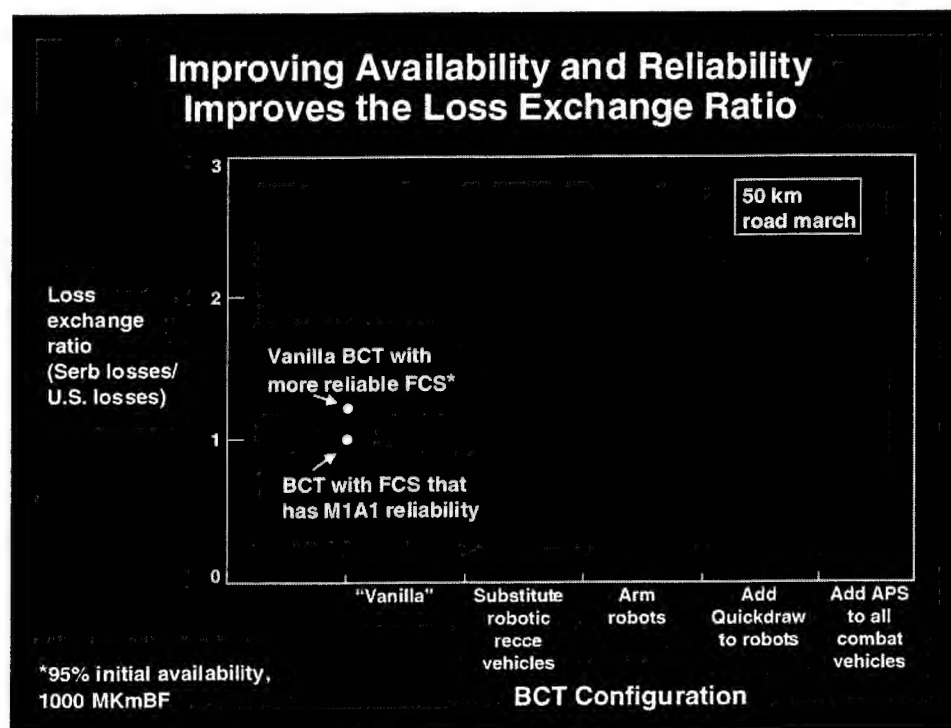 Improving Availability and Reliability
Improves the Loss Exchange Ratio
3
50 km
road march
Loss
exchange
ratio
(Serb losses/
U.S. losses)
2
Vanilla BCT with
more reliable FCS*
1
BCT with FCS that
has M1A1 reliability
0
"Vanilla"
Substitute
robotic
recce
vehicles
Arm
robots
Add
Quickdraw
to robots
Add APS
to all
combat
vehicles
*95% initial availability,
1000 MKmBF
BCT Configuration